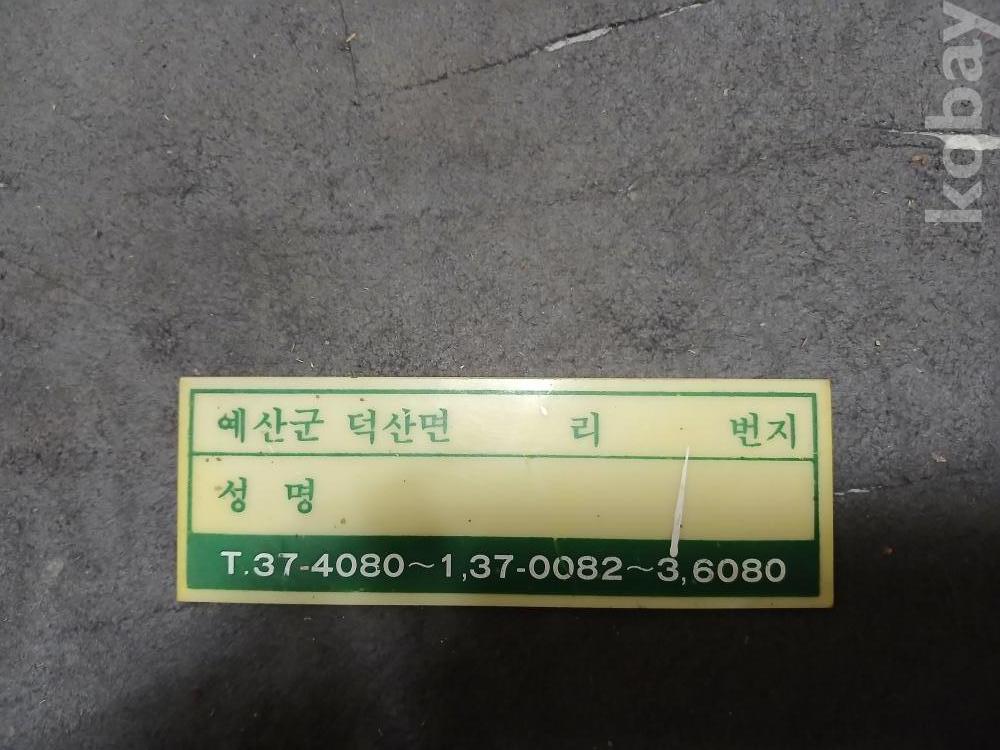 kobay
예산군 덕산면 리 번지
성 명
T.37-4080~1,37-0082~3,6080